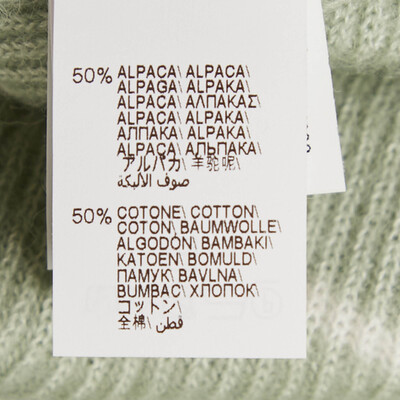 50% ALPACA\ ALPACA\
ALPAGA\ ALPAKA\
ALPACA\ ΑΛΠΑΚΑΣ\
ALPACA\ ALPAKA\
АЛПАКА\ ALPAKA\
ALPACA\ АЛЬПАКА\
アルパカ\ 羊驼呢\
صوف الألبكة
50% COTONE\ COTTON\
COTON\ BAUMWOLLE\
ALGODÓN\ BAMBAKI\
KATOEN\ BOMULD\
ПАМУК\ BAVLNA\
BUMBAC\ ХЛОПОК\
コットン\
全棉\ قطن\